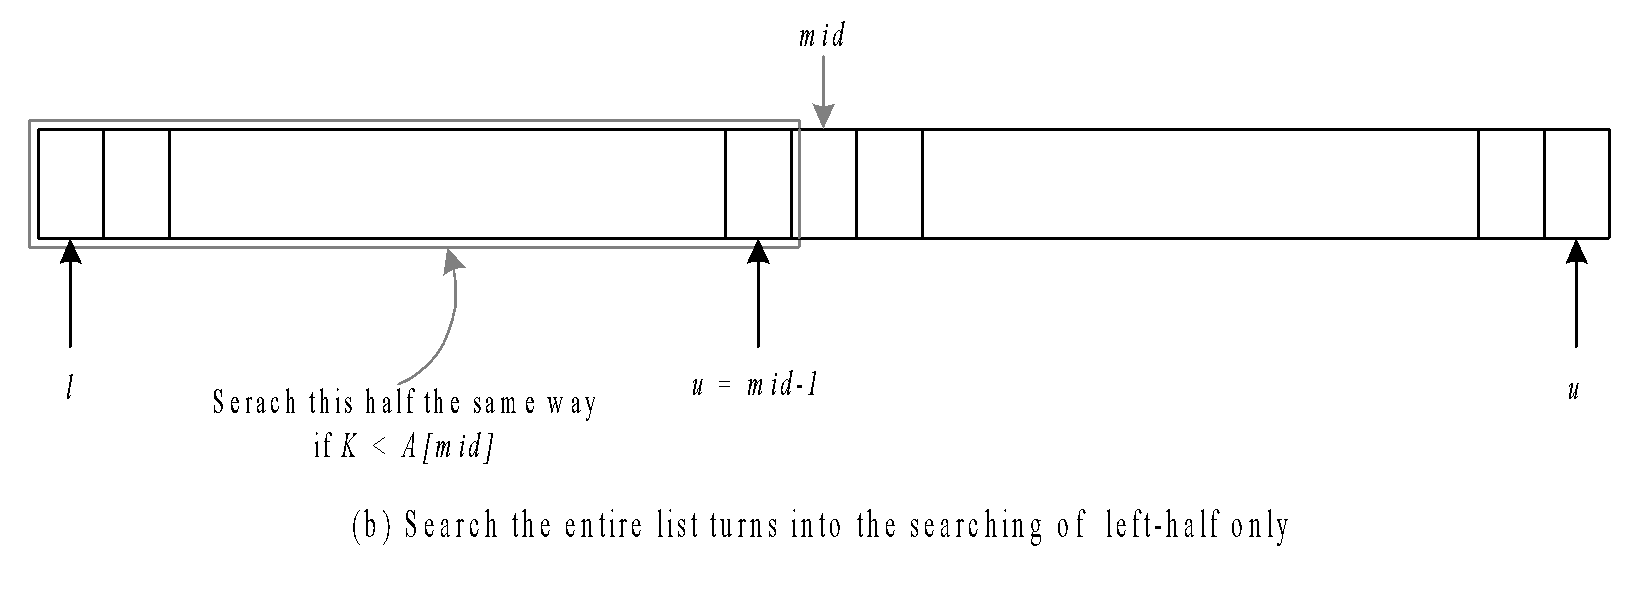 mid
l
u = mid-1
u
Serach this half the same way
if K < A[mid]
(b) Search the entire list turns into the searching of left-half only